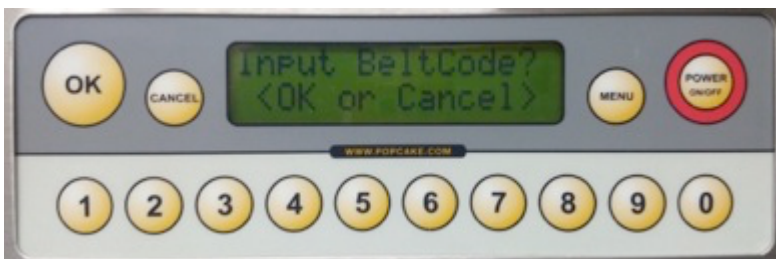 OK
CANCEL
Input BeltCode?
<OK or Cancel>
MENU
POWER
ON/OFF
WWW.POPCAKE.COM
1 2 3 4 5 6 7 8 9 0